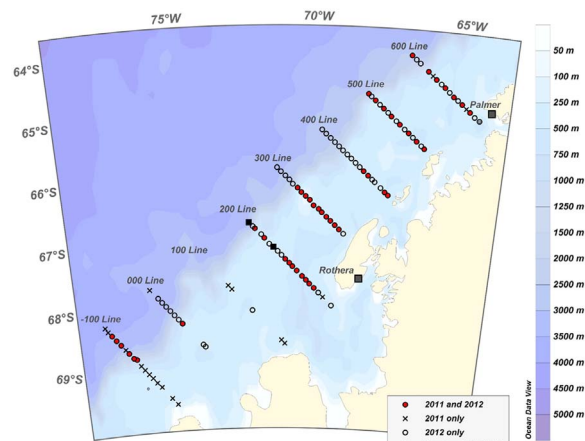 75°W
70°W
65°W
64°S
65°S
66°S
67°S
68°S
69°S
600 Line
500 Line
400 Line
300 Line
200 Line
100 Line
000 Line
-100 Line
Palmer
Rothera
50 m
100 m
250 m
500 m
750 m
1000 m
1250 m
1500 m
1750 m
2000 m
2500 m
3000 m
3500 m
4000 m
4500 m
5000 m
Ocean Data View
2011 and 2012
2011 only
2012 only